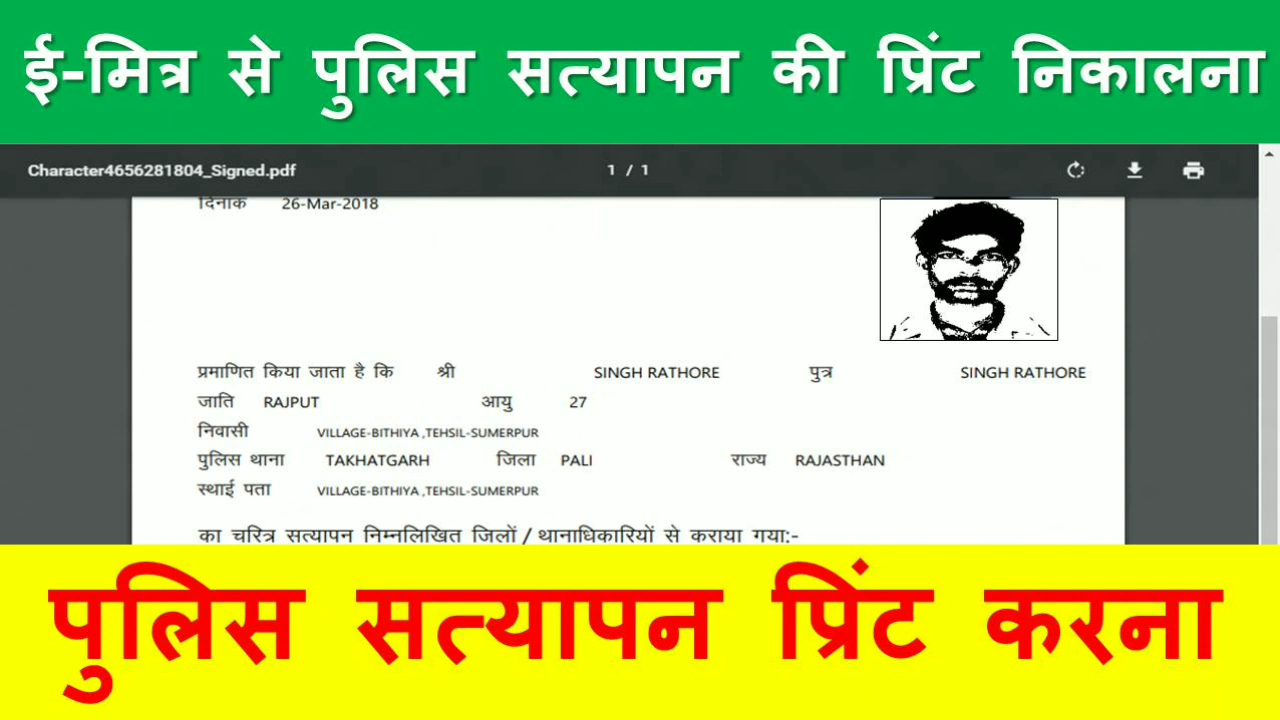 ई-मित्र से पुलिस सत्यापन की प्रिंट निकालना
Character4656281804_Signed.pdf 1 / 1
दिनांक 26-Mar-2018
प्रमाणित किया जाता है कि श्री SINGH RATHORE पुत्र SINGH RATHORE
जाति RAJPUT आयु 27
निवासी VILLAGE-BITHIYA ,TEHSIL-SUMERPUR
पुलिस थाना TAKHATGARH जिला PALI राज्य RAJASTHAN
स्थाई पता VILLAGE-BITHIYA ,TEHSIL-SUMERPUR
का चरित्र सत्यापन निम्नलिखित जिलों / थानाधिकारियों से कराया गया:-
पुलिस सत्यापन प्रिंट करना